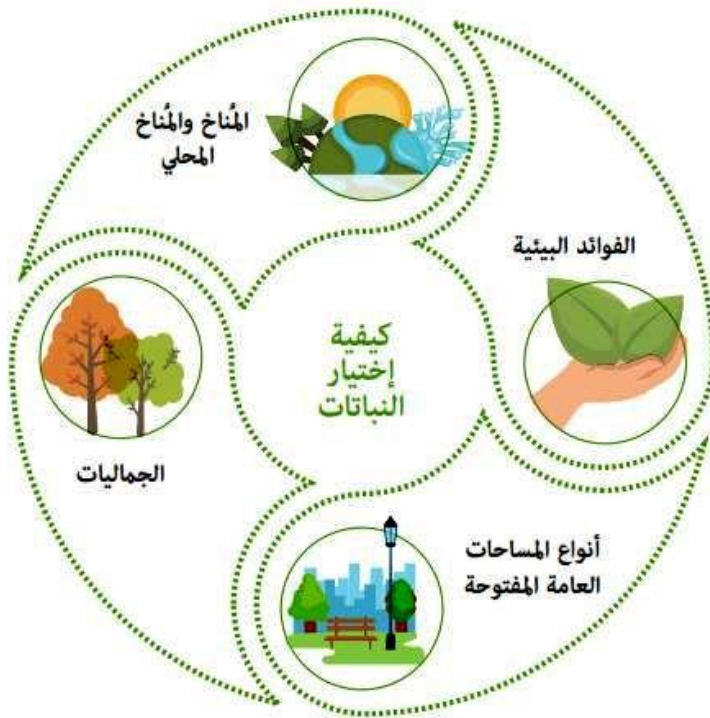 المُناخ والمُناخ
المحلي
الفوائد البيئية
كيفية
إختيار
النباتات
الجماليات
أنواع المساحات
العامة المفتوحة